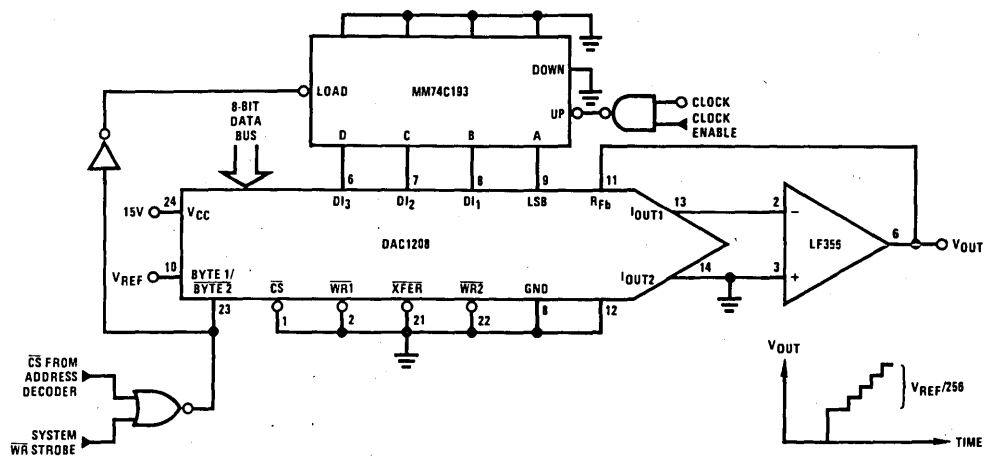 MM74C193
DOWN
LOAD
UP
CLOCK
CLOCK
ENABLE
8-BIT
DATA
BUS
D
C
B
A
6
7
8
9
11
DI3
DI2
DI1
LSB
RFb
24
15V
VCC
DAC1208
IOUT1
13
2
−
LF355
6
VOUT
VREF
10
BYTE 1/
BYTE 2
CS
WR1
XFER
WR2
GND
IOUT2
14
3
+
23
1
2
21
22
8
12
CS FROM
ADDRESS
DECODER
SYSTEM
WR STROBE
VOUT
VREF/256
TIME